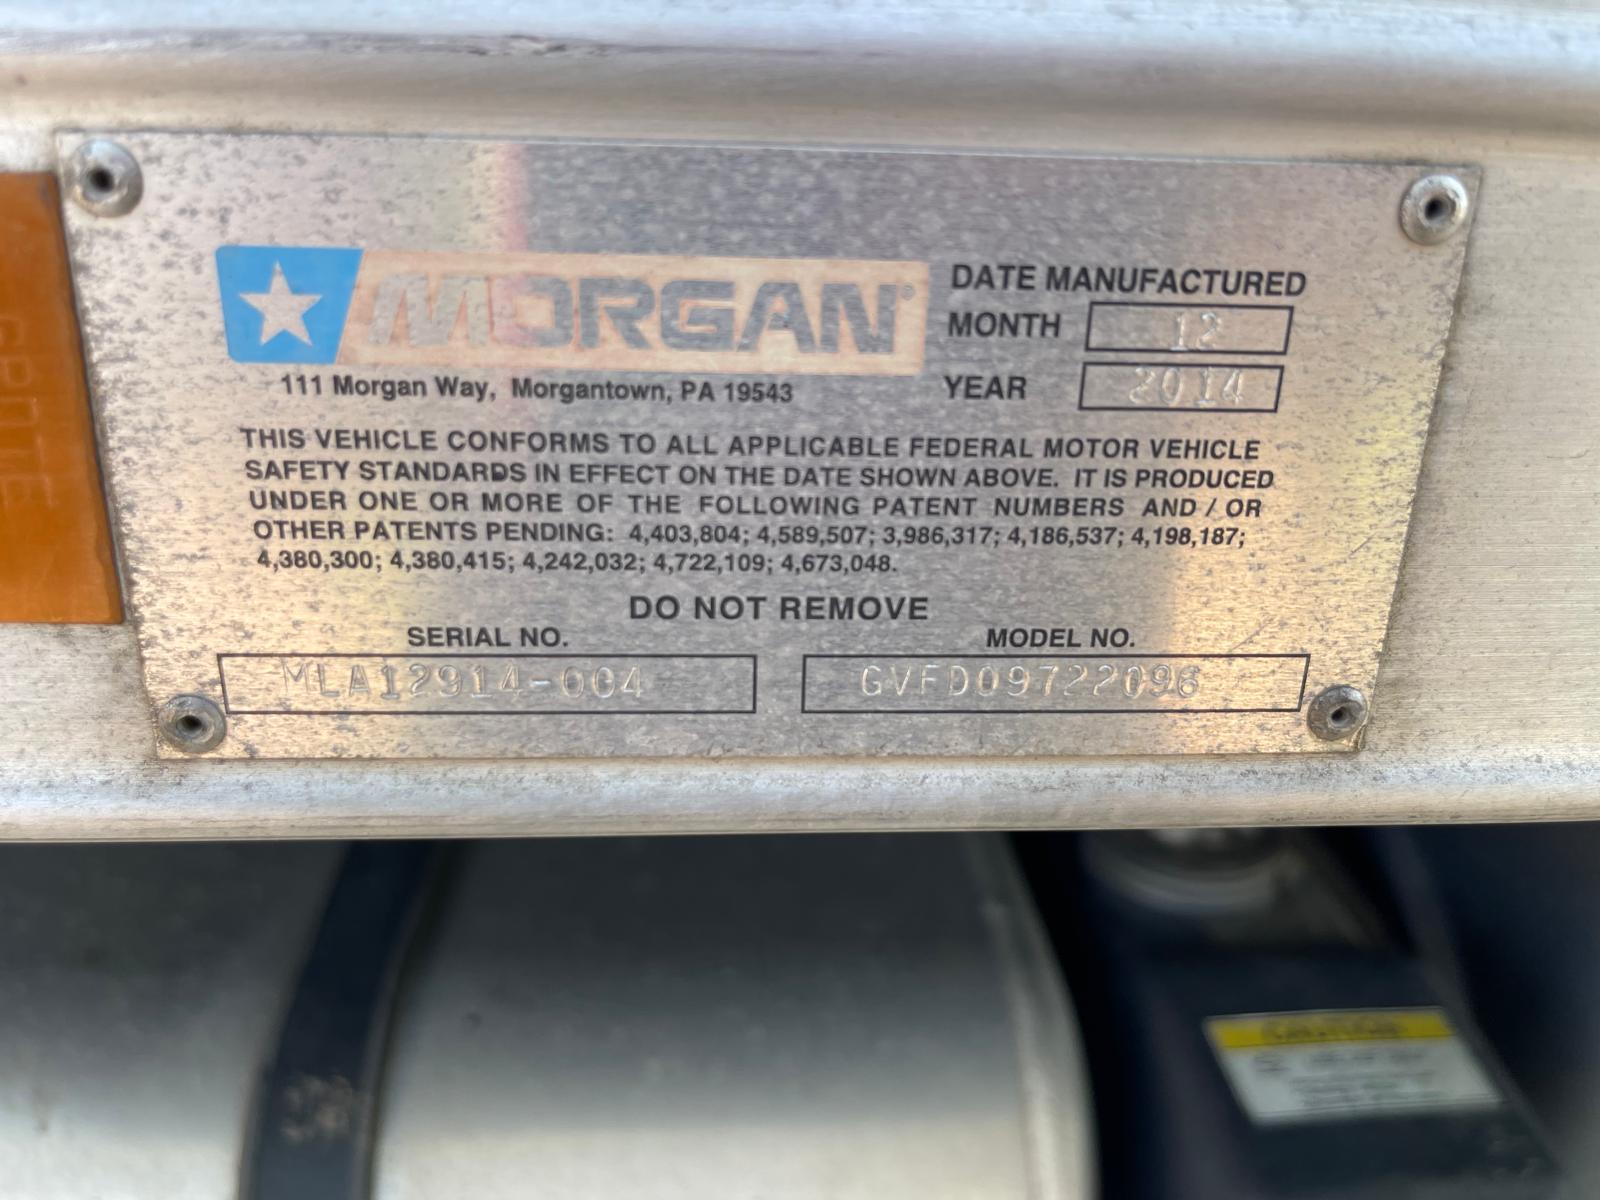 GROTE
MORGAN®
111 Morgan Way, Morgantown, PA 19543
DATE MANUFACTURED
MONTH 12
YEAR 2014
THIS VEHICLE CONFORMS TO ALL APPLICABLE FEDERAL MOTOR VEHICLE
SAFETY STANDARDS IN EFFECT ON THE DATE SHOWN ABOVE. IT IS PRODUCED
UNDER ONE OR MORE OF THE FOLLOWING PATENT NUMBERS AND / OR
OTHER PATENTS PENDING: 4,403,804; 4,589,507; 3,986,317; 4,186,537; 4,198,187;
4,380,300; 4,380,415; 4,242,032; 4,722,109; 4,673,048.
DO NOT REMOVE
SERIAL NO.
MLA12914-004
MODEL NO.
GVFD09722096
CAUTION